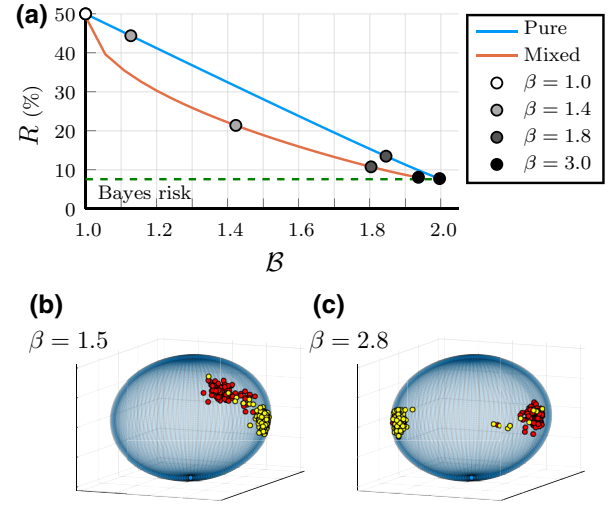 (a)
R (%)
50
40
30
20
10
0
Bayes risk
1.0
1.2
1.4
1.6
1.8
2.0
ℬ
Pure
Mixed
β = 1.0
β = 1.4
β = 1.8
β = 3.0
(b)
β = 1.5
(c)
β = 2.8